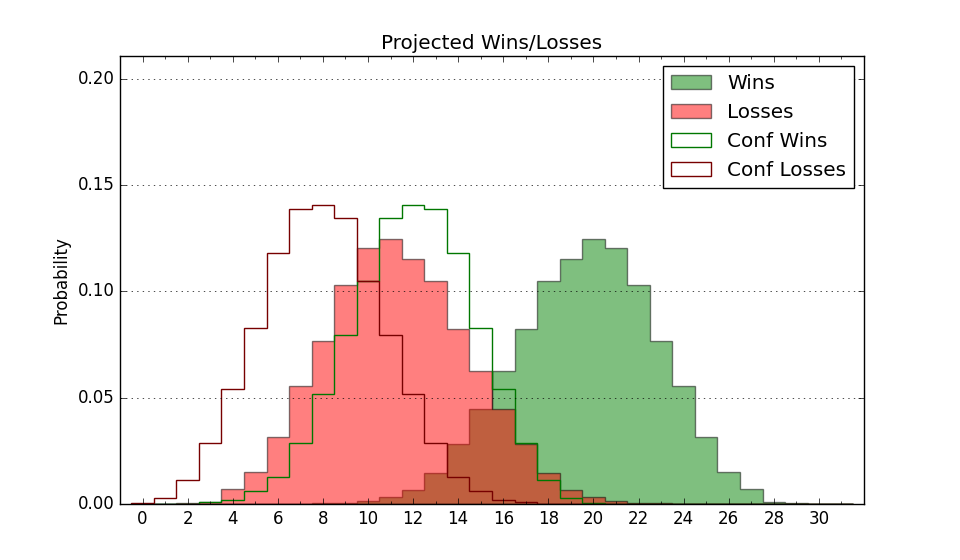 Projected Wins/Losses
Wins
Losses
Conf Wins
Conf Losses
Probability
0.20
0.15
0.10
0.05
0.00
0 2 4 6 8 10 12 14 16 18 20 22 24 26 28 30